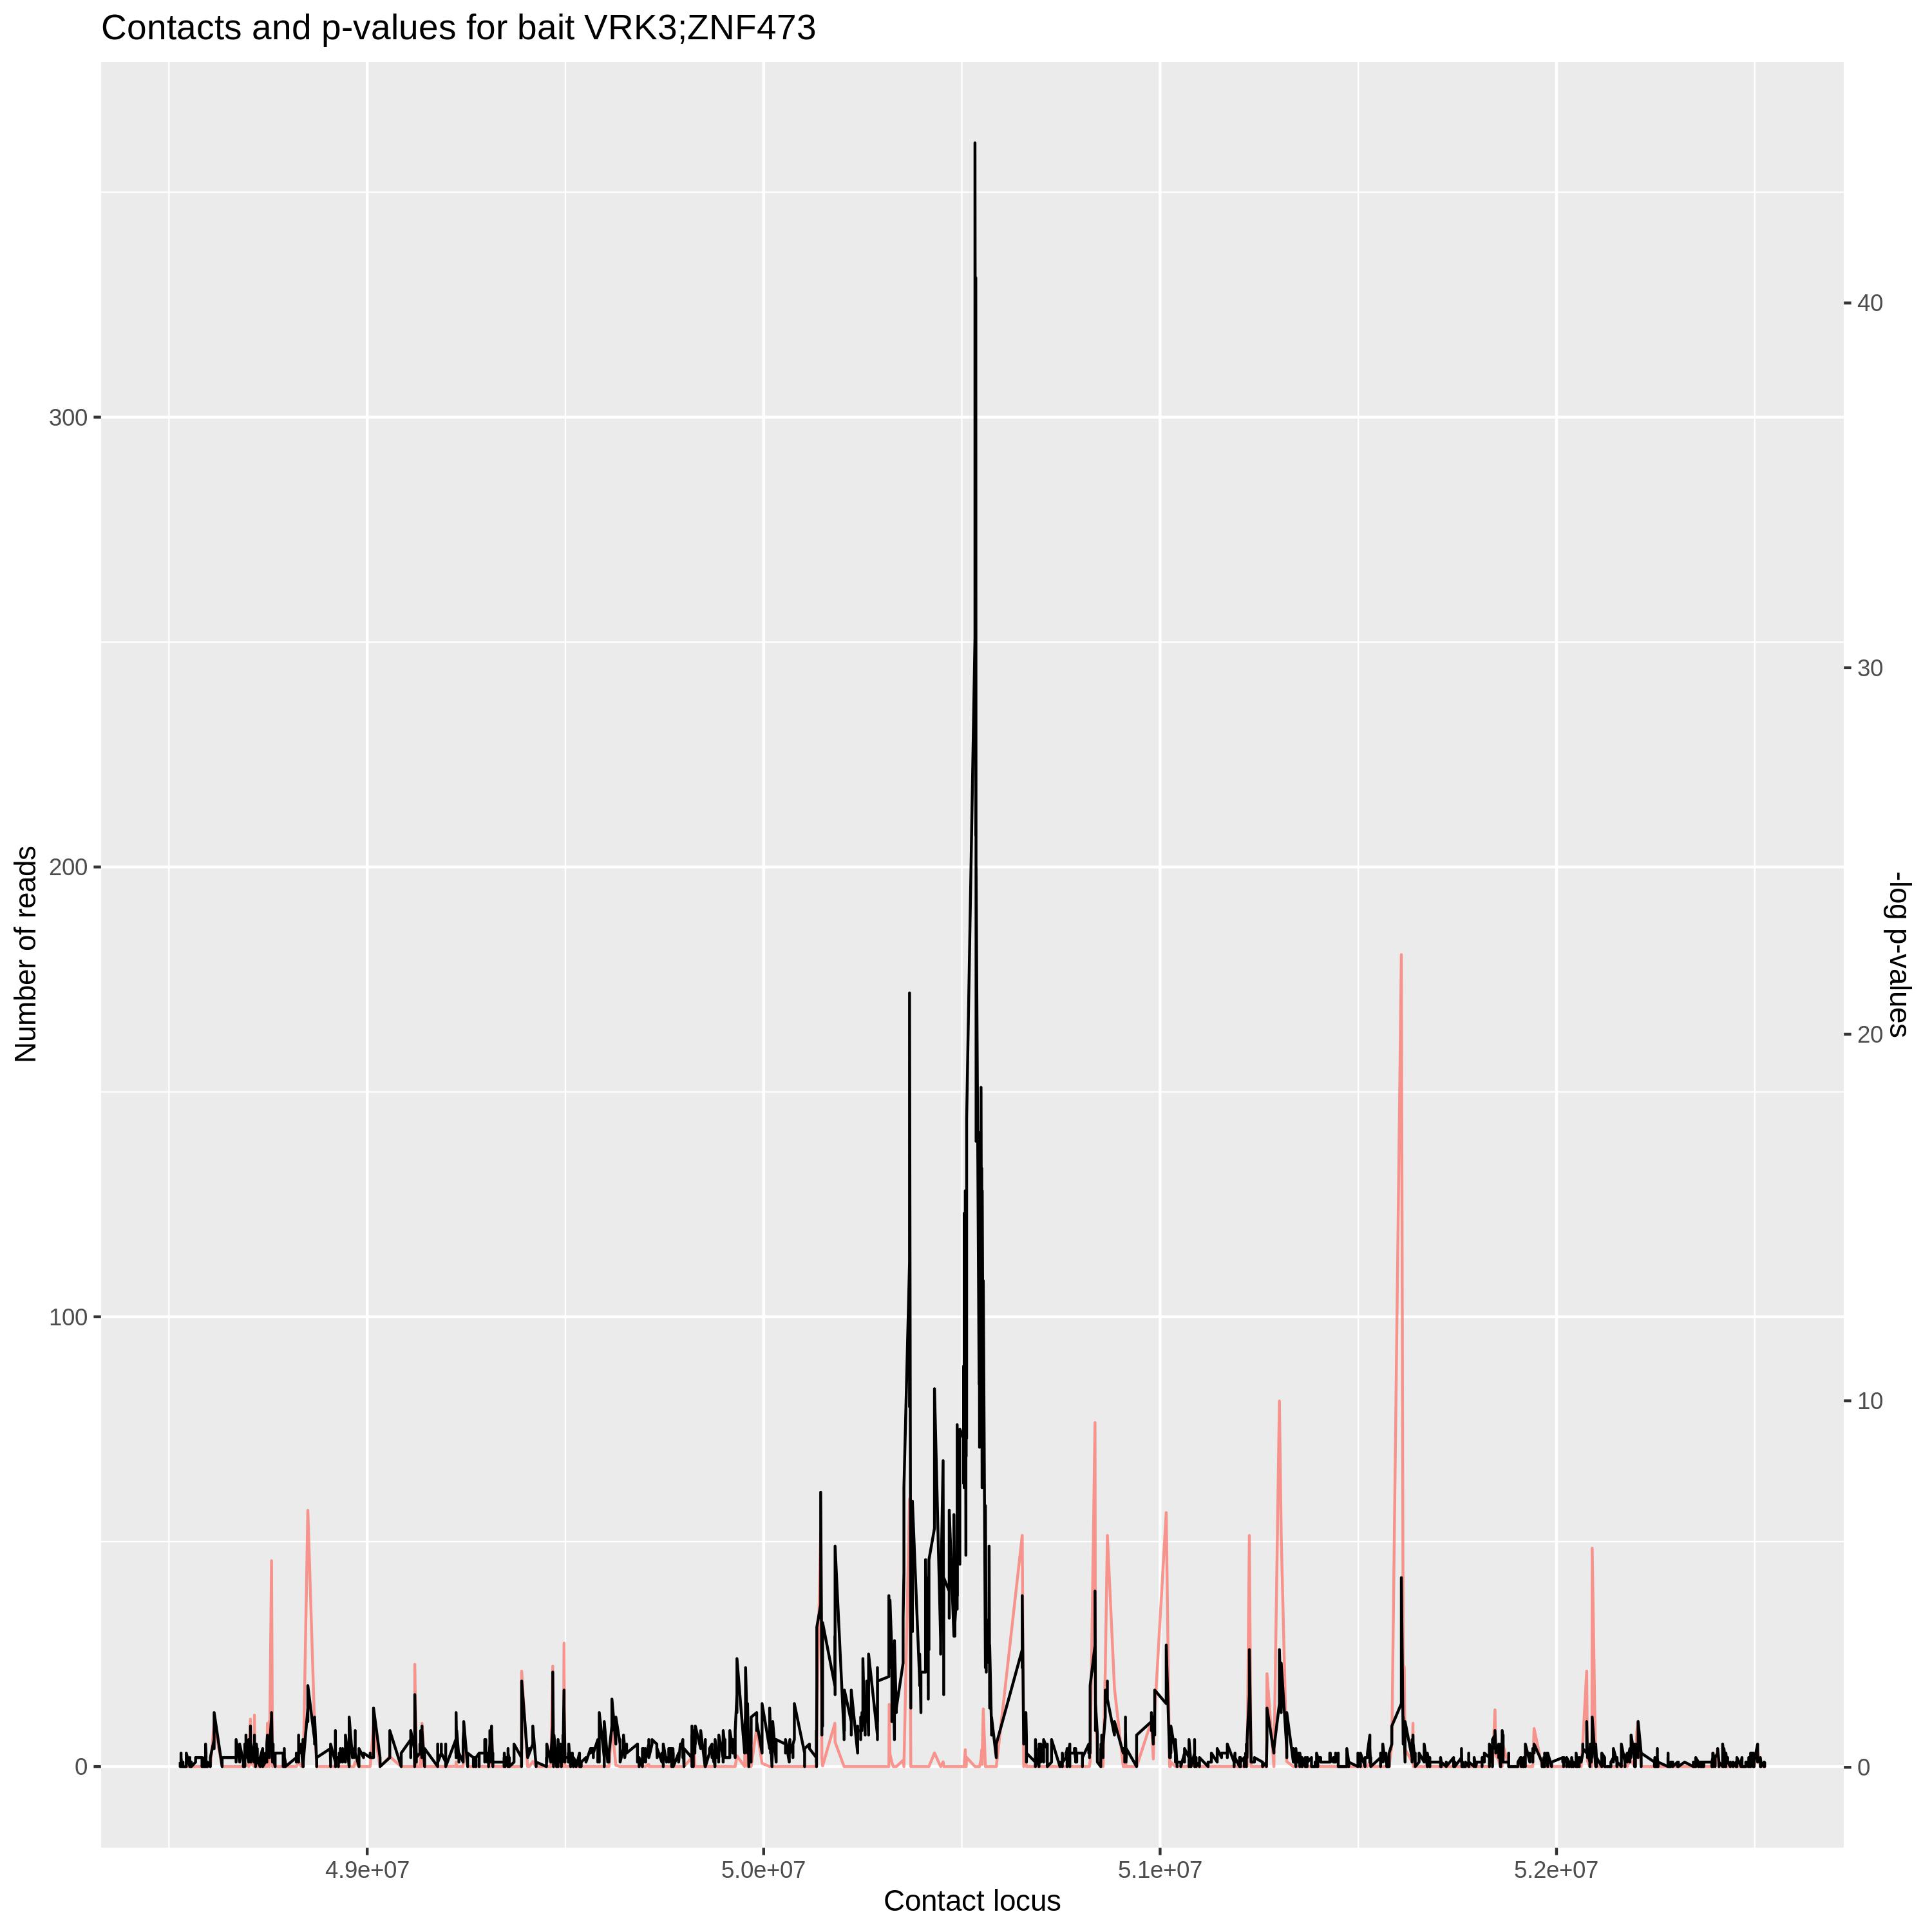 Contacts and p-values for bait VRK3;ZNF473
Number of reads
300
200
100
0
40
30
20
10
0
-log p-values
4.9e+07
5.0e+07
5.1e+07
5.2e+07
Contact locus